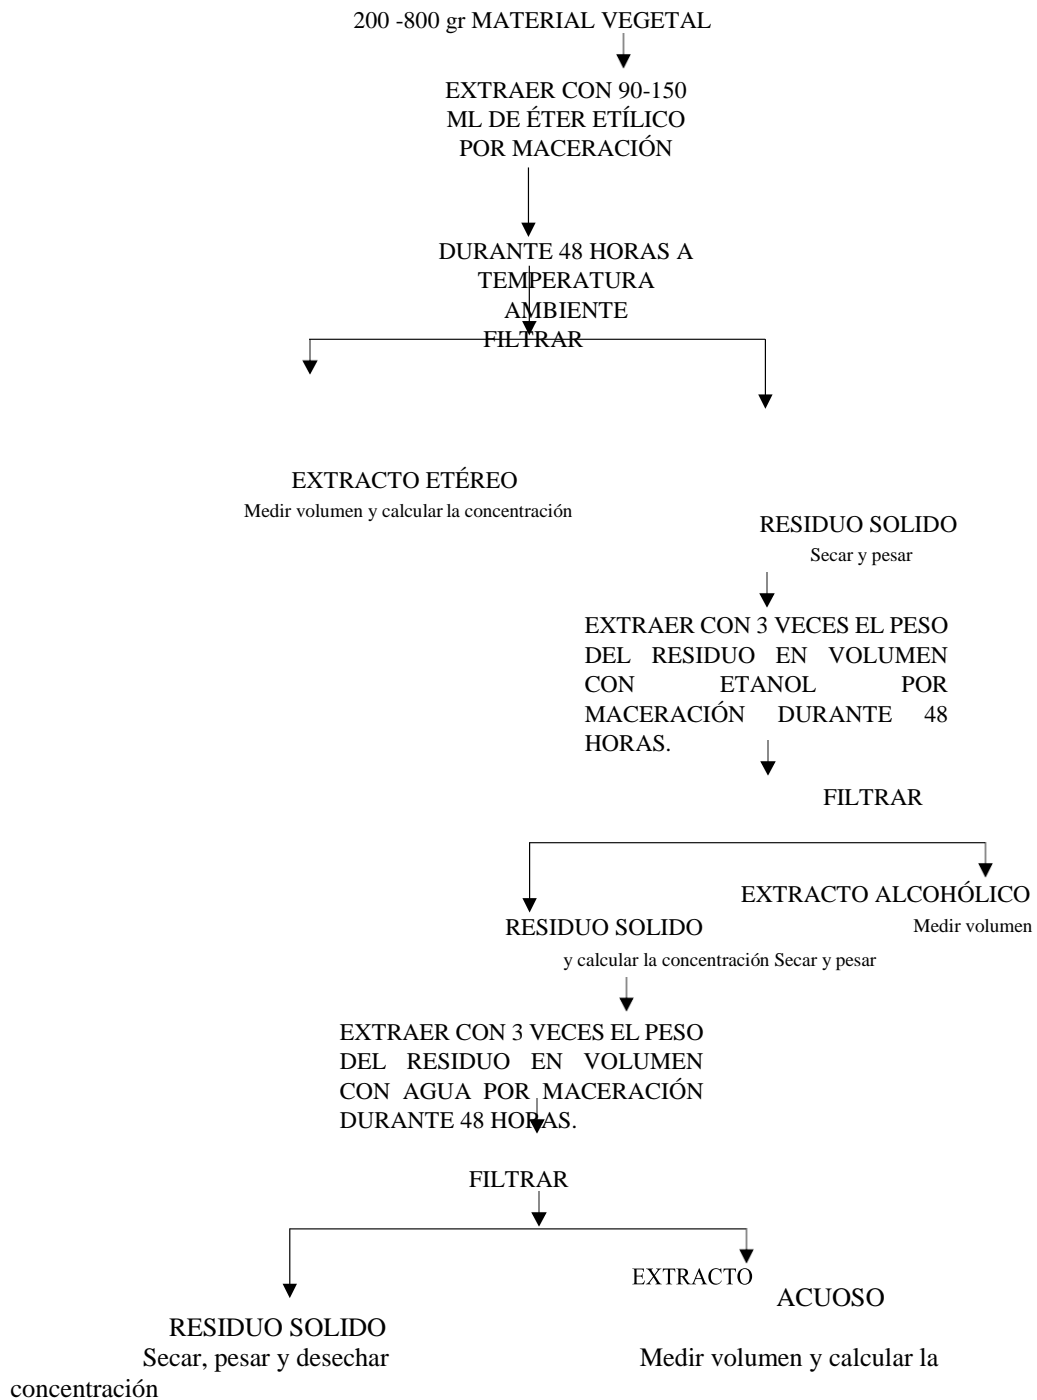 200 -800 gr MATERIAL VEGETAL
EXTRAER CON 90-150
ML DE ÉTER ETÍLICO
POR MACERACIÓN
DURANTE 48 HORAS A
TEMPERATURA
AMBIENTE
FILTRAR
EXTRACTO ETÉREO
Medir volumen y calcular la concentración
RESIDUO SOLIDO
Secar y pesar
EXTRAER CON 3 VECES EL PESO
DEL RESIDUO EN VOLUMEN
CON ETANOL POR
MACERACIÓN DURANTE 48
HORAS.
FILTRAR
EXTRACTO ALCOHÓLICO
Medir volumen
RESIDUO SOLIDO
y calcular la concentración Secar y pesar
EXTRAER CON 3 VECES EL PESO
DEL RESIDUO EN VOLUMEN
CON AGUA POR MACERACIÓN
DURANTE 48 HORAS.
FILTRAR
EXTRACTO
ACUOSO
RESIDUO SOLIDO
Secar, pesar y desechar Medir volumen y calcular la
concentración